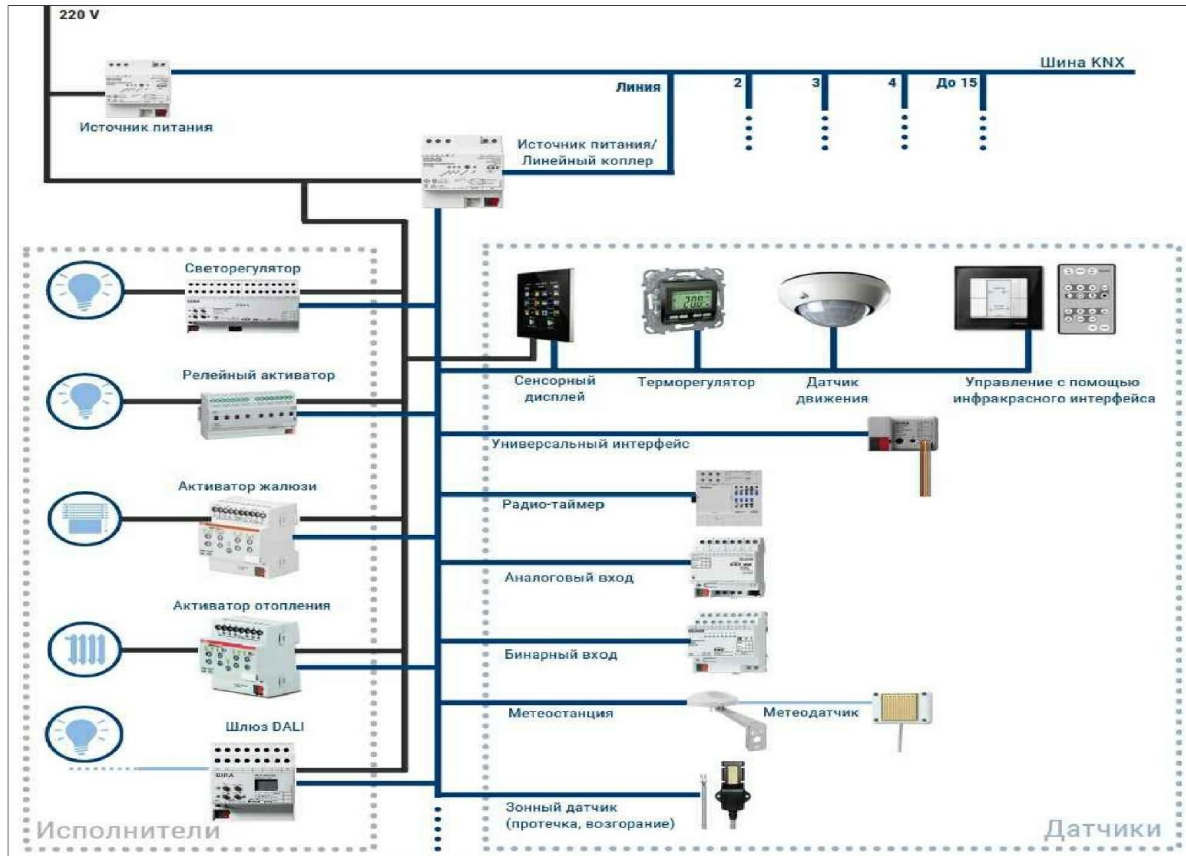 220 V
Шина KNX
Линия
2
3
4
До 15
Источник питания
Источник питания/
Линейный коплер
Светорегулятор
Релейный активатор
Активатор жалюзи
Активатор отопления
Шлюз DALI
GIRA
Исполнители
Сенсорный
дисплей
Терморегулятор
Датчик
движения
Управление с помощью
инфракрасного интерфейса
Универсальный интерфейс
Радио-таймер
Аналоговый вход
Бинарный вход
Метеостанция
Метеодатчик
Зонный датчик
(протечка, возгорание)
Датчики